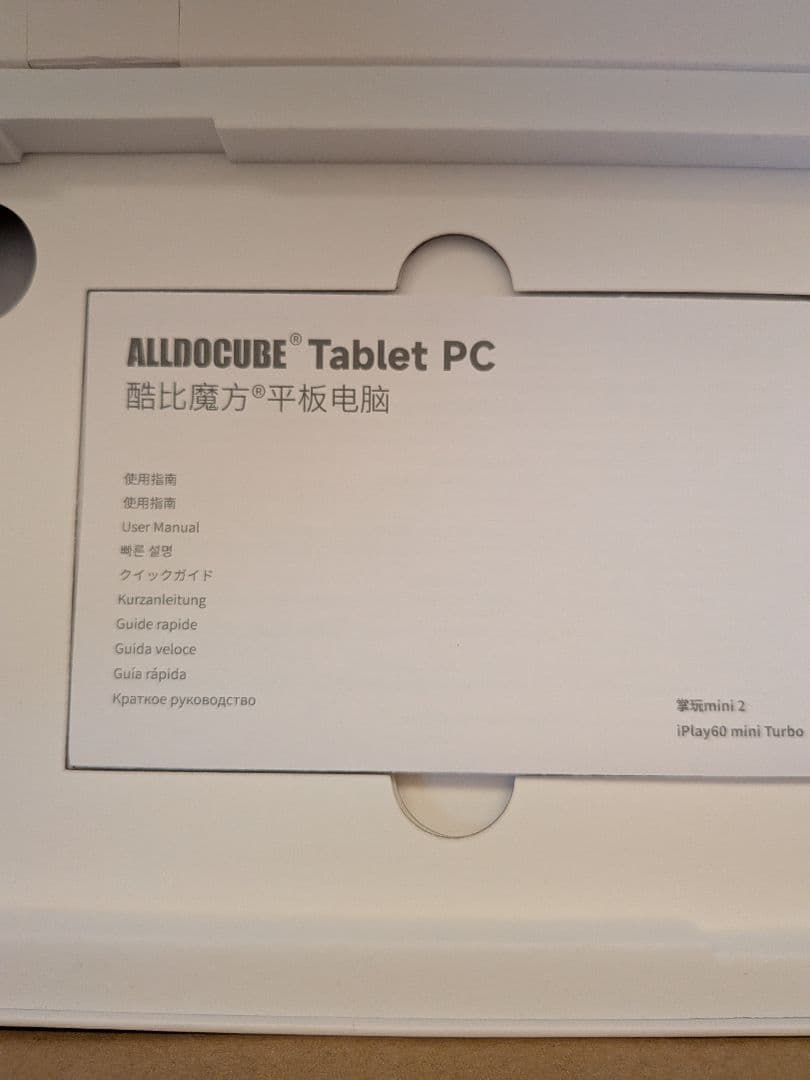 ALLDOCUBE® Tablet PC
酷比魔方®平板电脑
使用指南
使用指南
User Manual
빠른 설명
クイックガイド
Kurzanleitung
Guide rapide
Guida veloce
Guía rápida
Краткое руководство
掌玩mini 2
iPlay60 mini Turbo